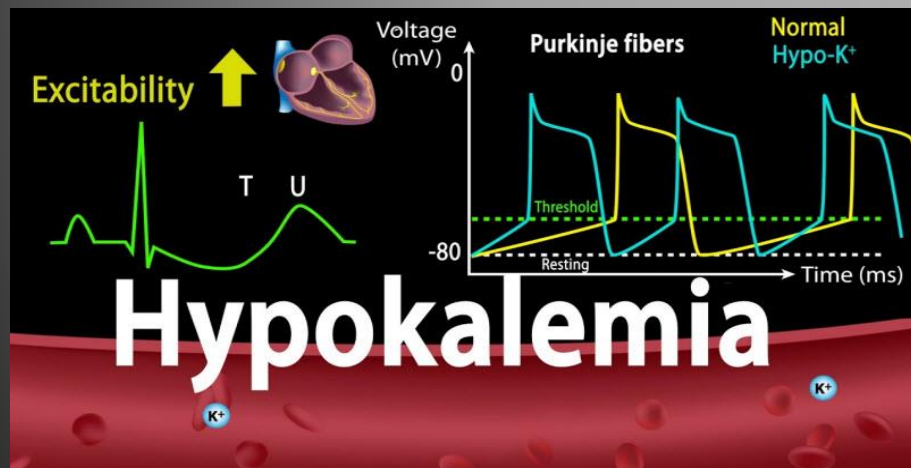 Excitability
T U
Voltage
(mV)
Purkinje fibers
Normal
Hypo-K⁺
0
Threshold
-80
Resting
Time (ms)
Hypokalemia
K⁺
K⁺